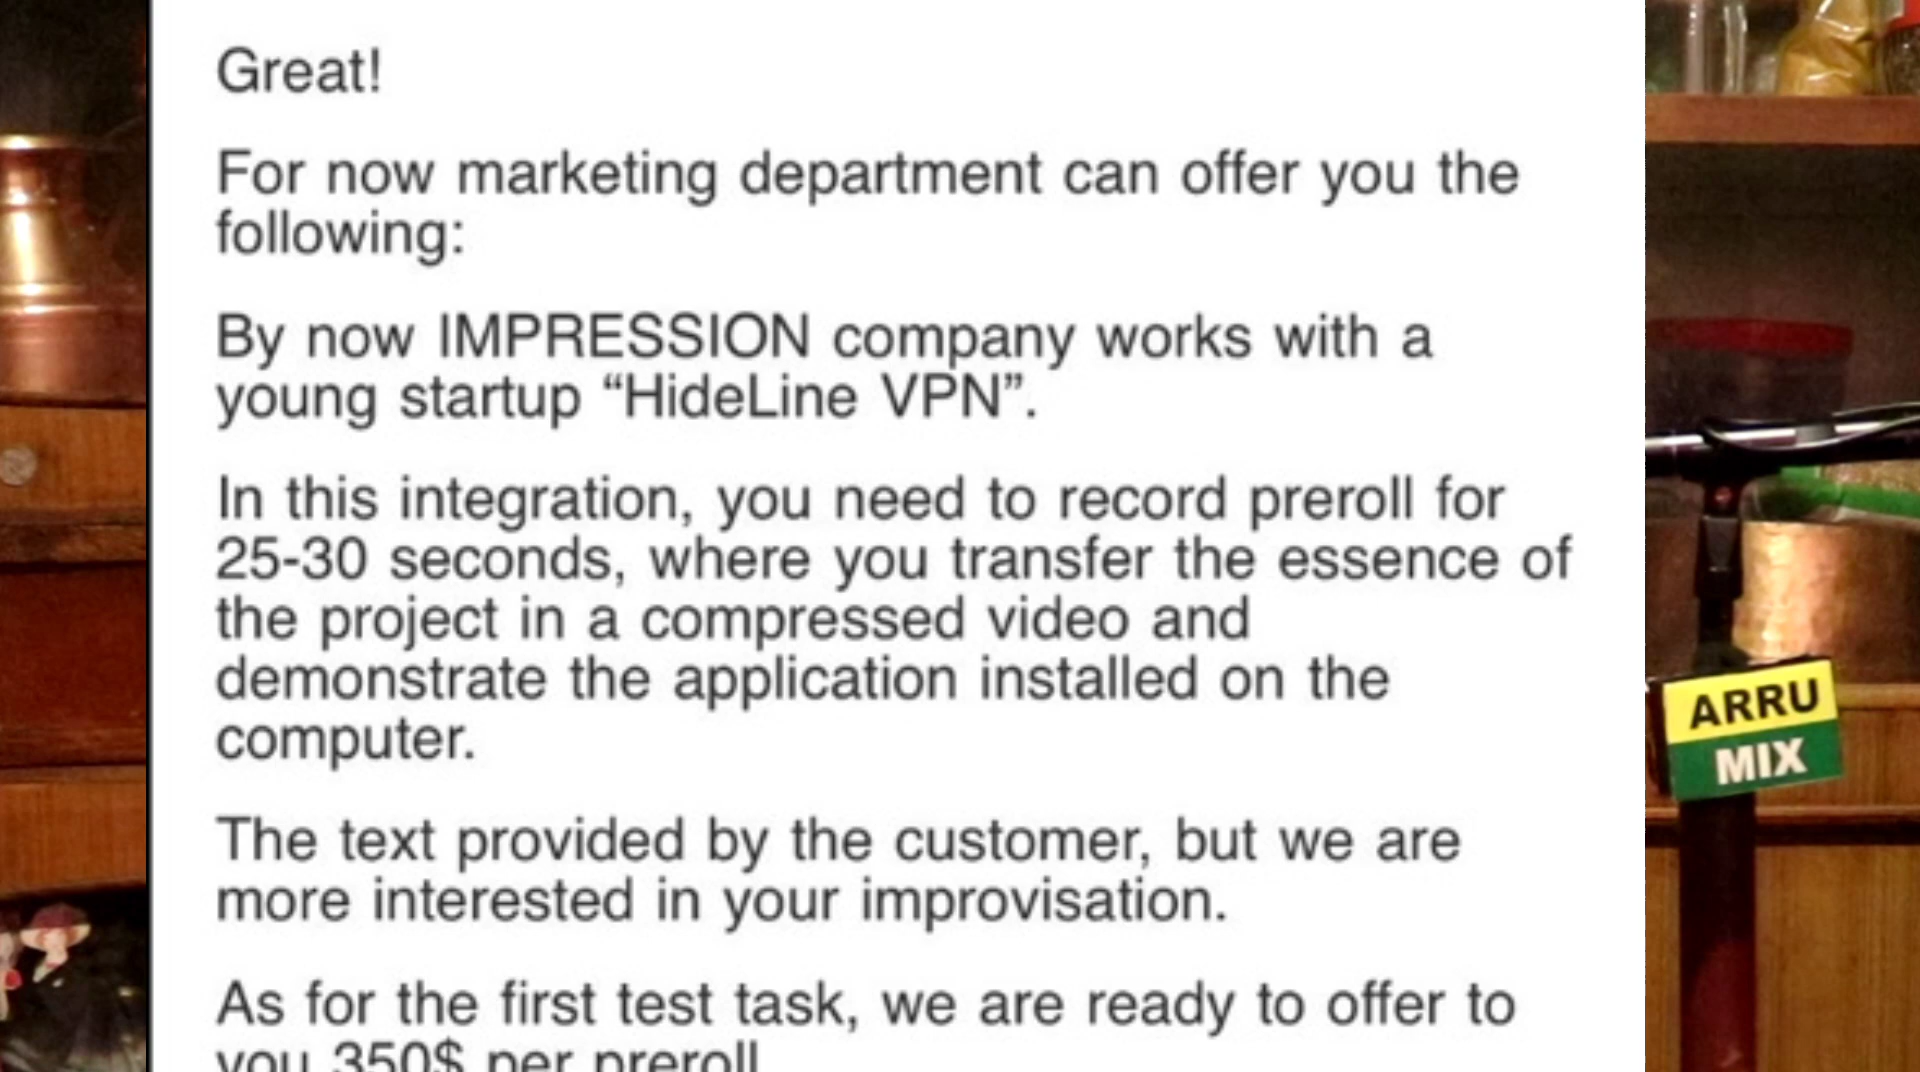 Great!
For now marketing department can offer you the
following:
By now IMPRESSION company works with a
young startup “HideLine VPN”.
In this integration, you need to record preroll for
25-30 seconds, where you transfer the essence of
the project in a compressed video and
demonstrate the application installed on the
computer.
The text provided by the customer, but we are
more interested in your improvisation.
As for the first test task, we are ready to offer to
you 350$ per preroll
ARRU
MIX